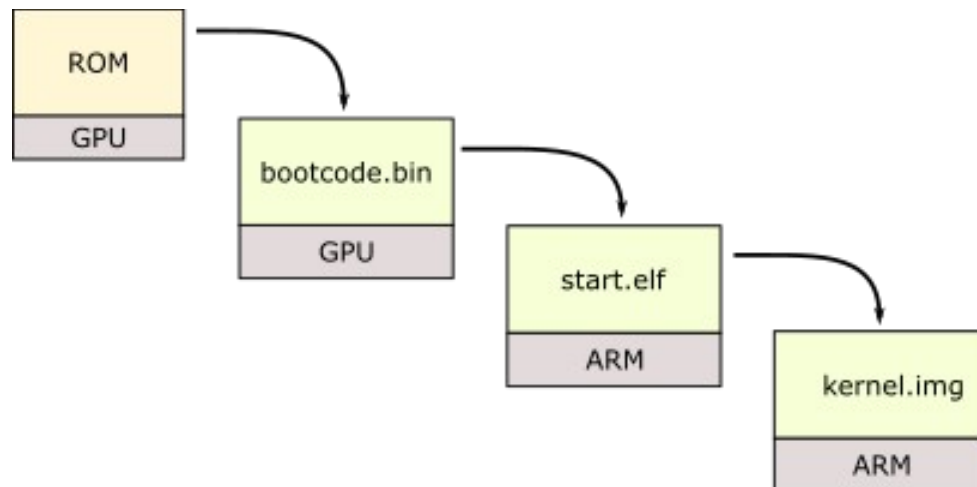 ROM
GPU
bootcode.bin
GPU
start.elf
ARM
kernel.img
ARM